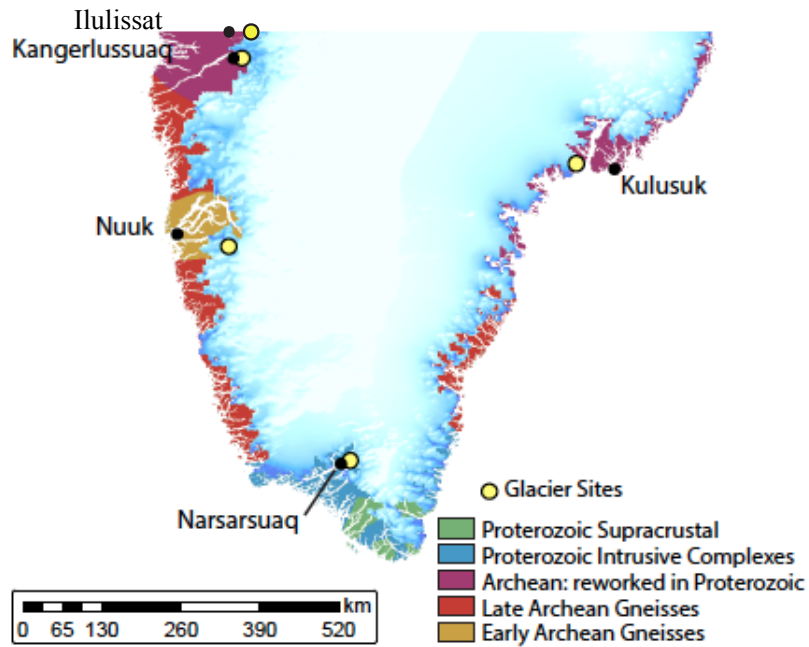 Ilulissat
Kangerlussuaq
Kulusuk
Nuuk
Narsarsuaq
Glacier Sites
Proterozoic Supracrustal
Proterozoic Intrusive Complexes
Archean: reworked in Proterozoic
Late Archean Gneisses
Early Archean Gneisses
km
0 65 130 260 390 520